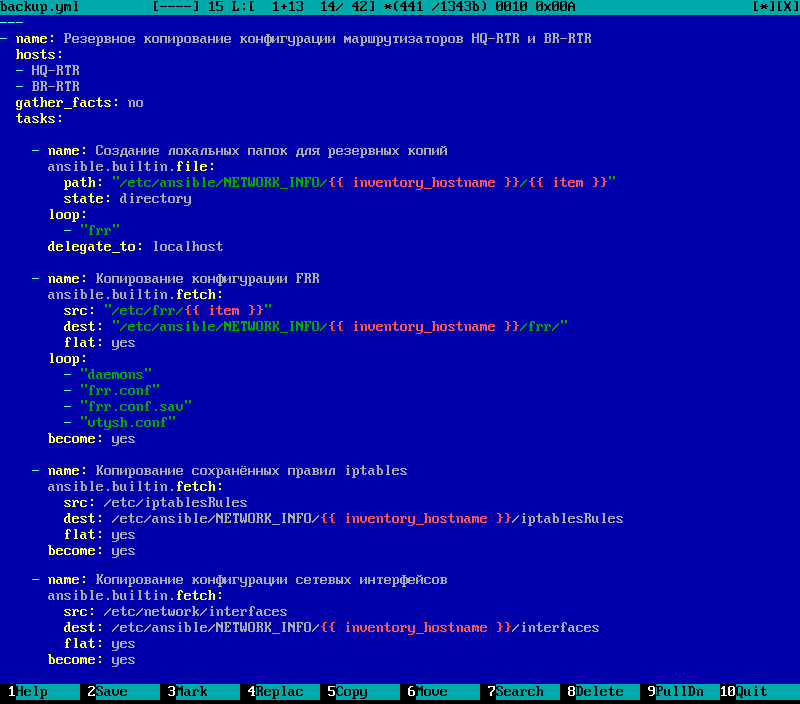 backup.yml [----] 15 L:[ 1+13 14/ 42] *(441 /1343b) 0010 0x00A [*][X]
---
- name: Резервное копирование конфигурации маршрутизаторов HQ-RTR и BR-RTR
  hosts:
  - HQ-RTR
  - BR-RTR
  gather_facts: no
  tasks:

    - name: Создание локальных папок для резервных копий
      ansible.builtin.file:
        path: "/etc/ansible/NETWORK_INFO/{{ inventory_hostname }}/{{ item }}"
        state: directory
      loop:
        - "frr"
      delegate_to: localhost

    - name: Копирование конфигурации FRR
      ansible.builtin.fetch:
        src: "/etc/frr/{{ item }}"
        dest: "/etc/ansible/NETWORK_INFO/{{ inventory_hostname }}/frr/"
        flat: yes
      loop:
        - "daemons"
        - "frr.conf"
        - "frr.conf.sav"
        - "vtysh.conf"
      become: yes

    - name: Копирование сохранённых правил iptables
      ansible.builtin.fetch:
        src: /etc/iptablesRules
        dest: /etc/ansible/NETWORK_INFO/{{ inventory_hostname }}/iptablesRules
        flat: yes
      become: yes

    - name: Копирование конфигурации сетевых интерфейсов
      ansible.builtin.fetch:
        src: /etc/network/interfaces
        dest: /etc/ansible/NETWORK_INFO/{{ inventory_hostname }}/interfaces
        flat: yes
      become: yes

1Help 2Save 3Mark 4Replac 5Copy 6Move 7Search 8Delete 9PullDn 10Quit